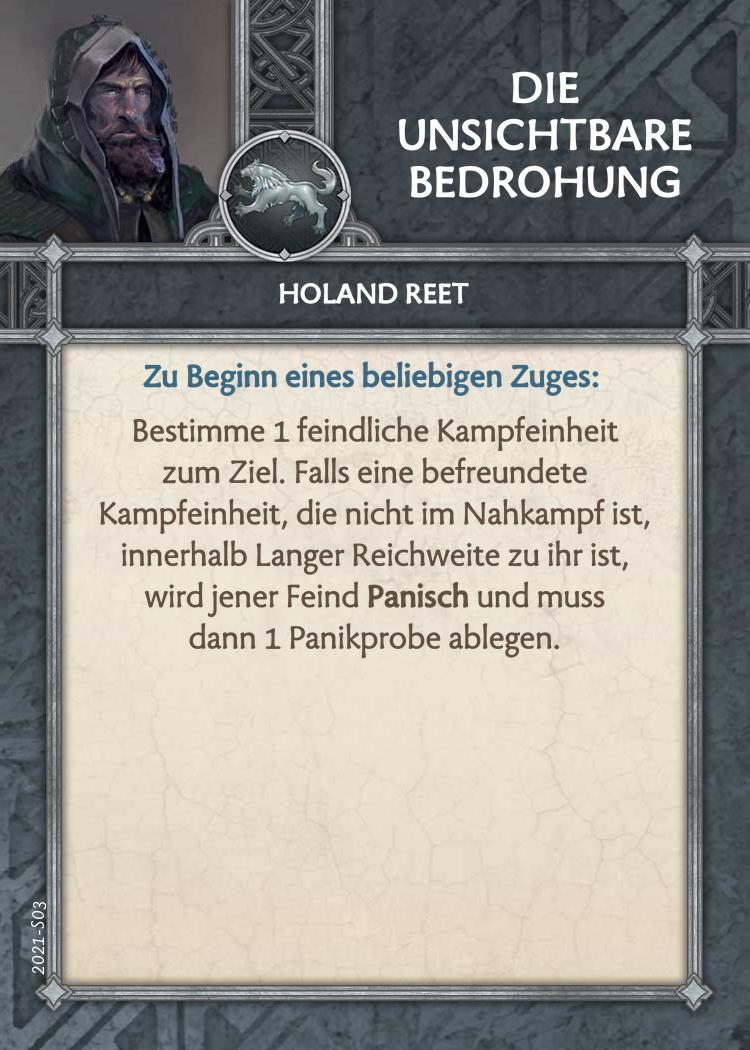 DIE
UNSICHTBARE
BEDROHUNG
HOLAND REET
Zu Beginn eines beliebigen Zuges:
Bestimme 1 feindliche Kampfeinheit
zum Ziel. Falls eine befreundete
Kampfeinheit, die nicht im Nahkampf ist,
innerhalb Langer Reichweite zu ihr ist,
wird jener Feind Panisch und muss
dann 1 Panikprobe ablegen.
2021-S03